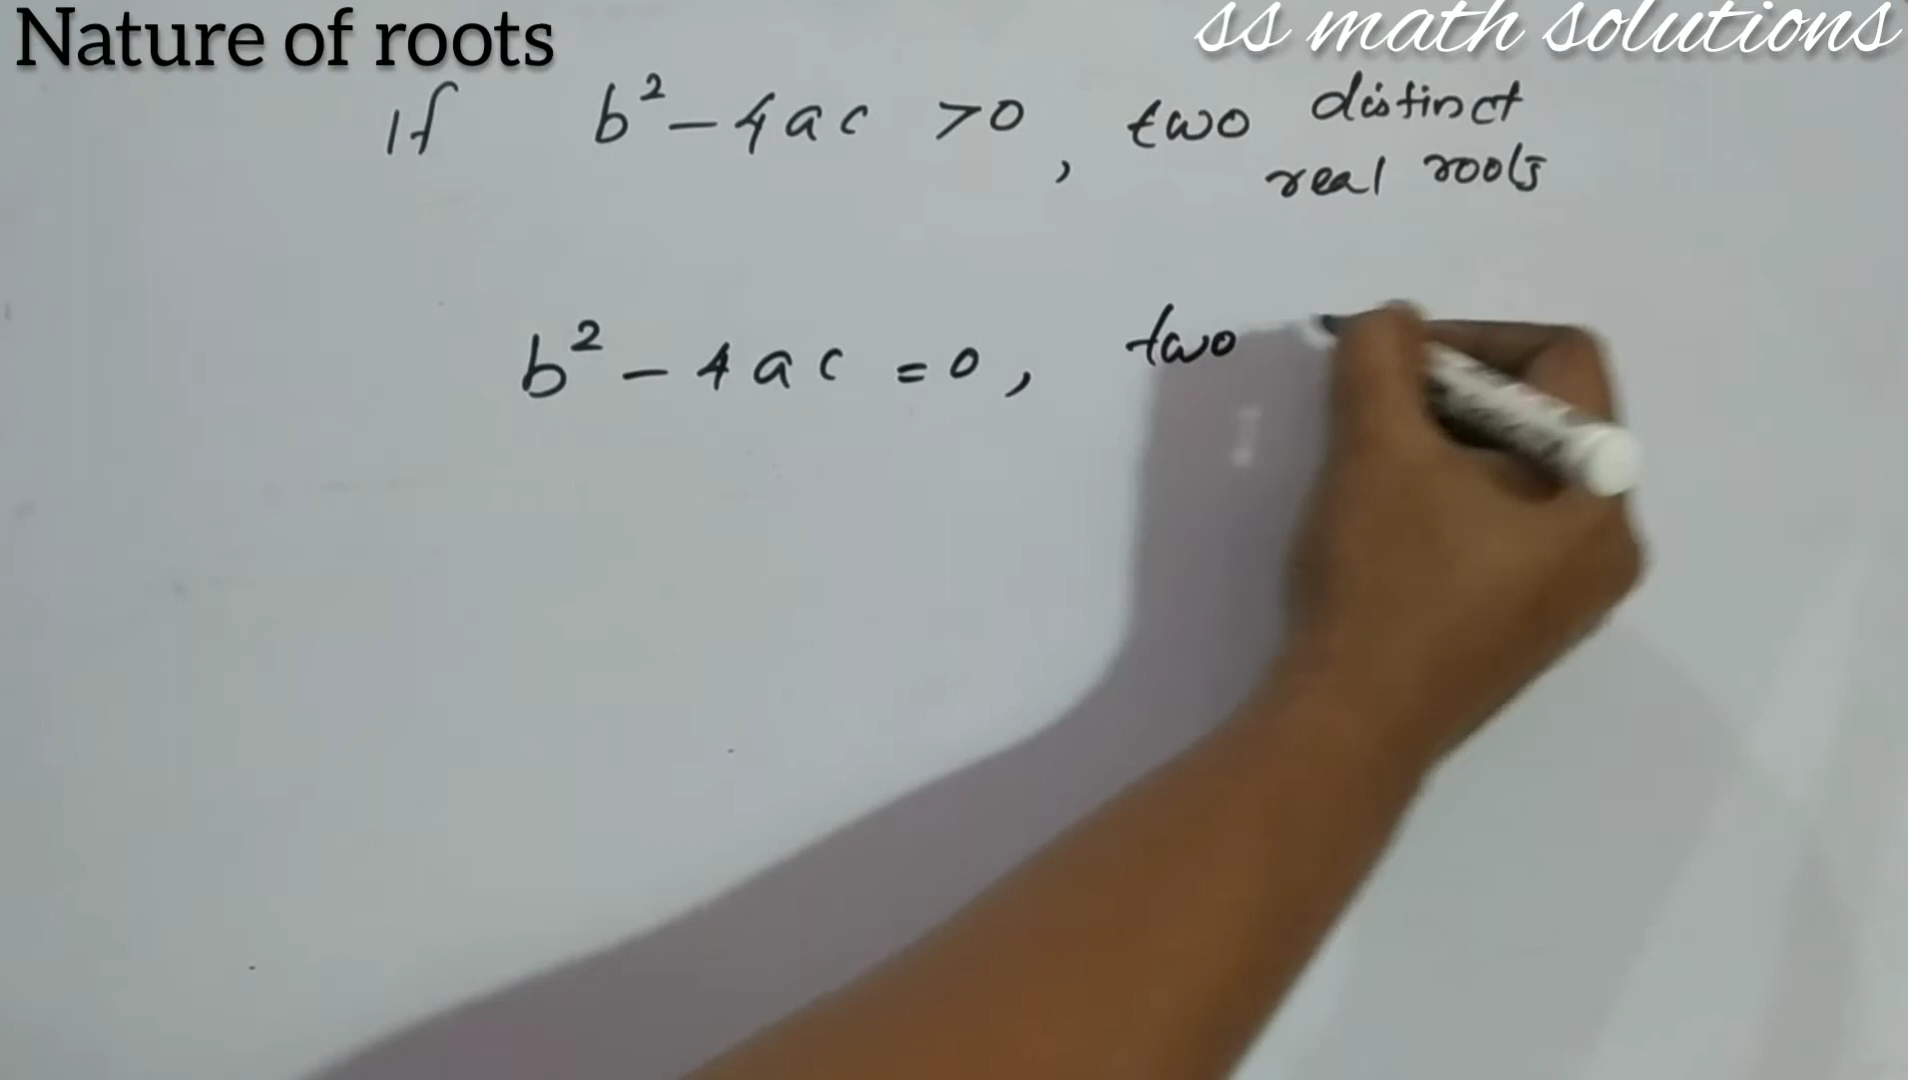 Nature of roots
ss math solutions
If b² - 4ac > 0, two distinct
real roots
b² - 4ac = 0, two